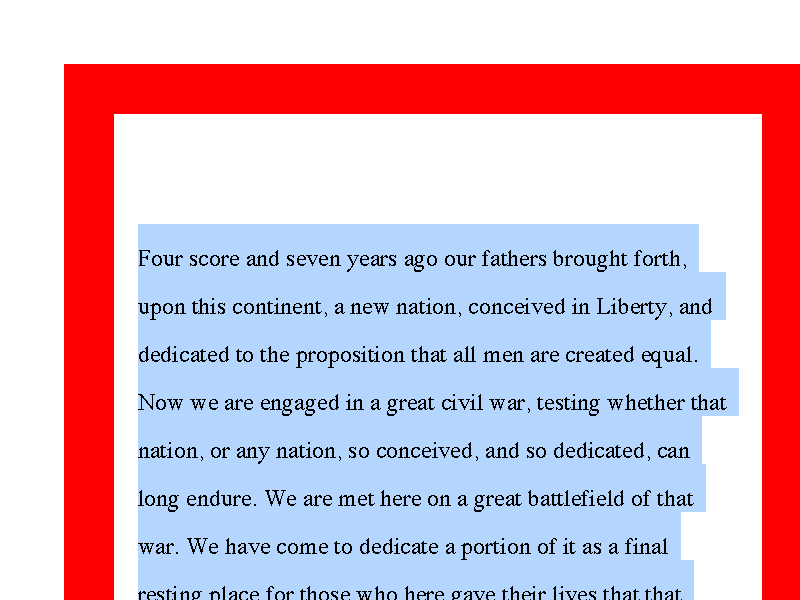 Four score and seven years ago our fathers brought forth,
upon this continent, a new nation, conceived in Liberty, and
dedicated to the proposition that all men are created equal.
Now we are engaged in a great civil war, testing whether that
nation, or any nation, so conceived, and so dedicated, can
long endure. We are met here on a great battlefield of that
war. We have come to dedicate a portion of it as a final
resting place for those who here gave their lives that that